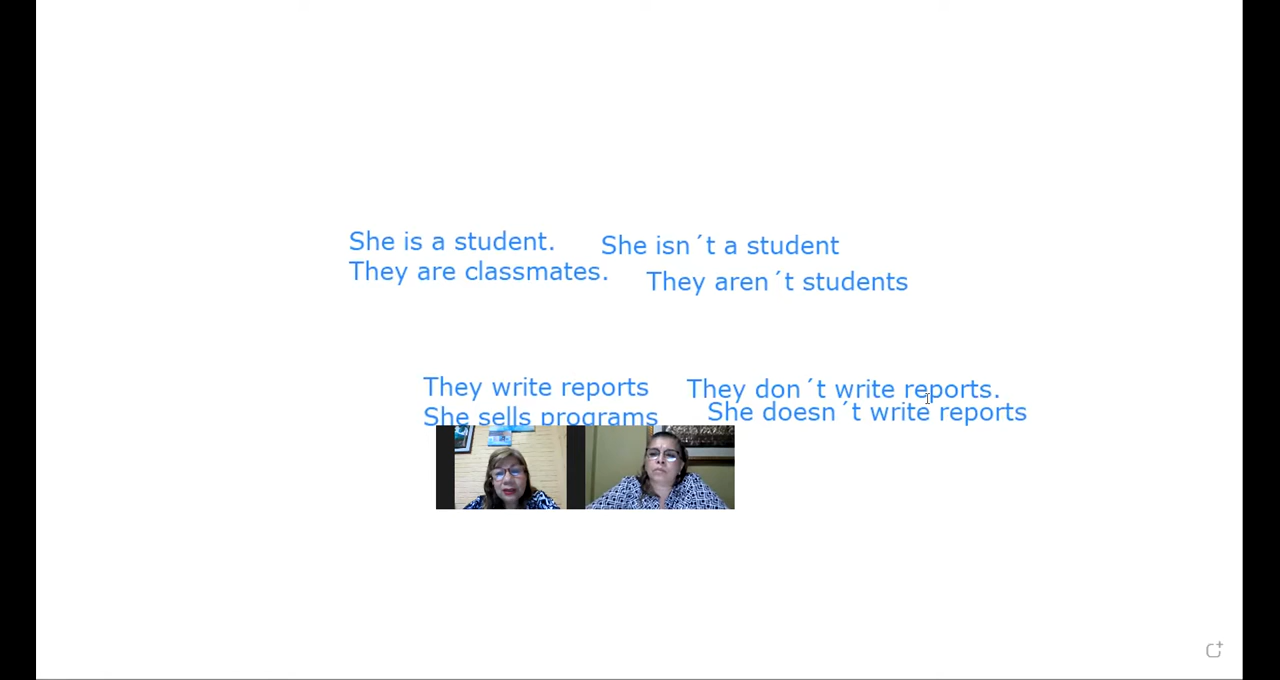 She is a student.
They are classmates.
She isn´t a student
They aren´t students
They write reports
She sells programs
They don´t write reports.
She doesn´t write reports